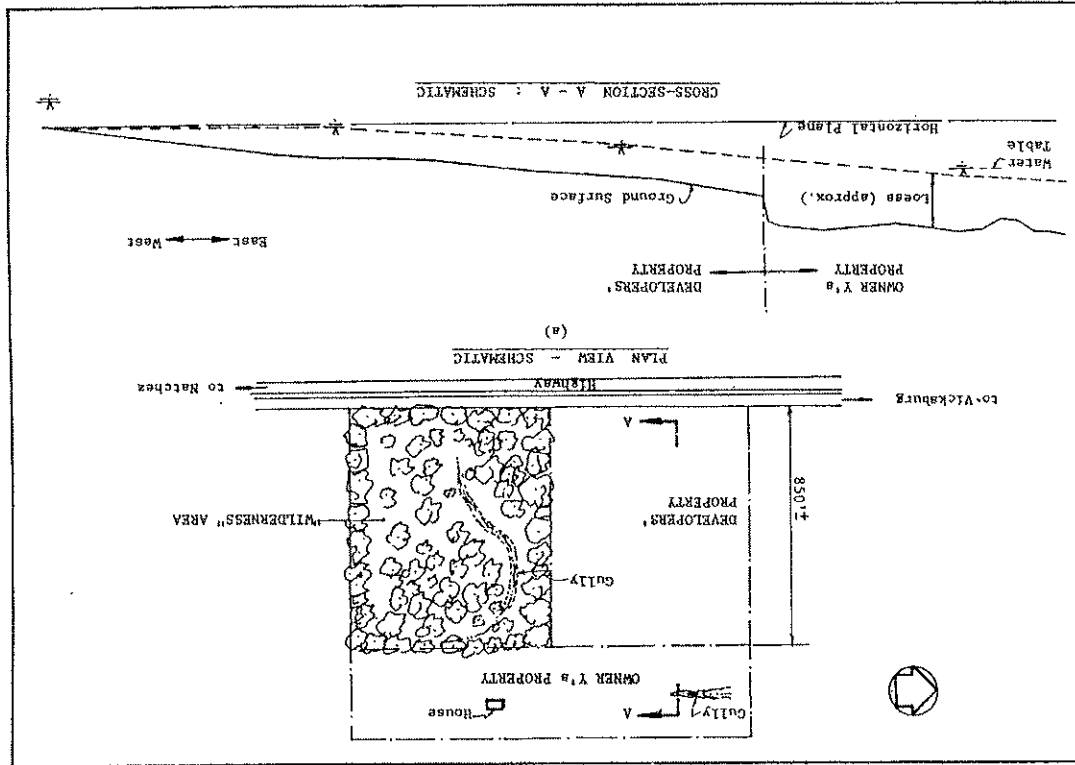 House
Gully
A
OWNER Y's PROPERTY
Gully
850'±
DEVELOPERS'
PROPERTY
"WILDERNESS" AREA
A
to Vicksburg
Highway
to Natchez
PLAN VIEW - SCHEMATIC
(a)
OWNER Y's
PROPERTY
DEVELOPERS'
PROPERTY
East
West
Loess (approx.)
Ground Surface
Water
Table
Horizontal Plane
CROSS-SECTION A - A : SCHEMATIC